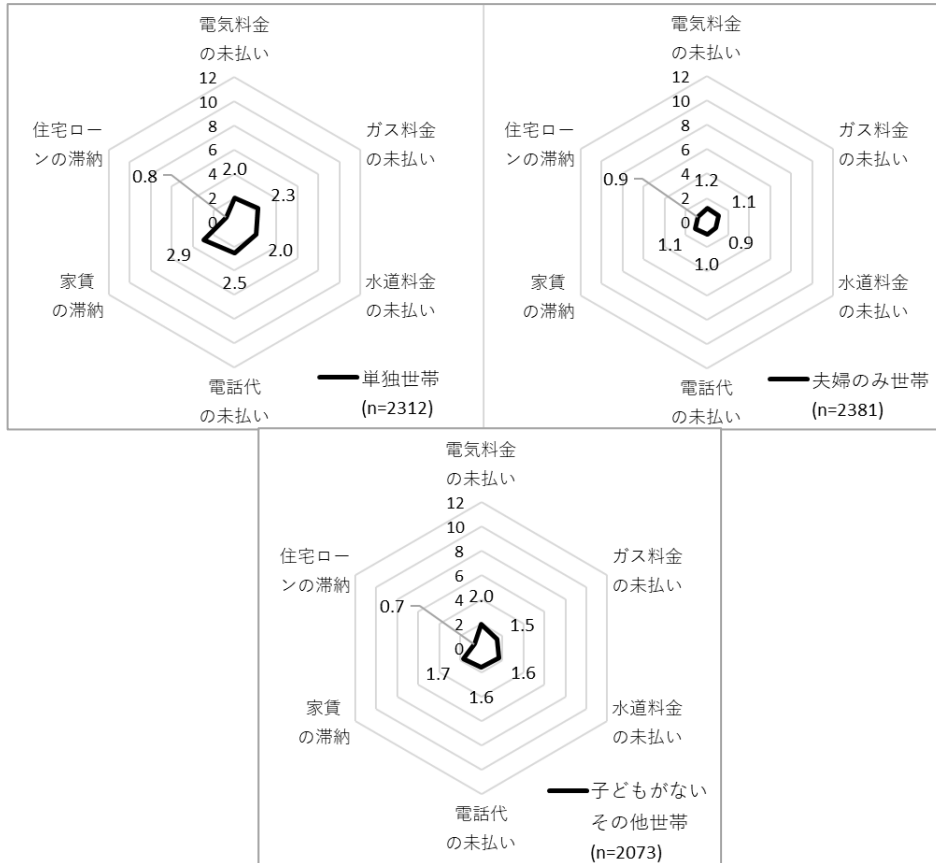 電気料金
の未払い
12
10
8
6
4
2
0
ガス料金
の未払い
水道料金
の未払い
電話代
の未払い
家賃
の滞納
住宅ロー
ンの滞納
2.0
2.3
2.0
2.5
2.9
0.8
単独世帯
(n=2312)
電気料金
の未払い
12
10
8
6
4
2
0
ガス料金
の未払い
水道料金
の未払い
電話代
の未払い
家賃
の滞納
住宅ロー
ンの滞納
1.2
1.1
0.9
1.0
1.1
0.9
夫婦のみ世帯
(n=2381)
電気料金
の未払い
12
10
8
6
4
2
0
ガス料金
の未払い
水道料金
の未払い
電話代
の未払い
家賃
の滞納
住宅ロー
ンの滞納
2.0
1.5
1.6
1.6
1.7
0.7
子どもがない
その他世帯
(n=2073)